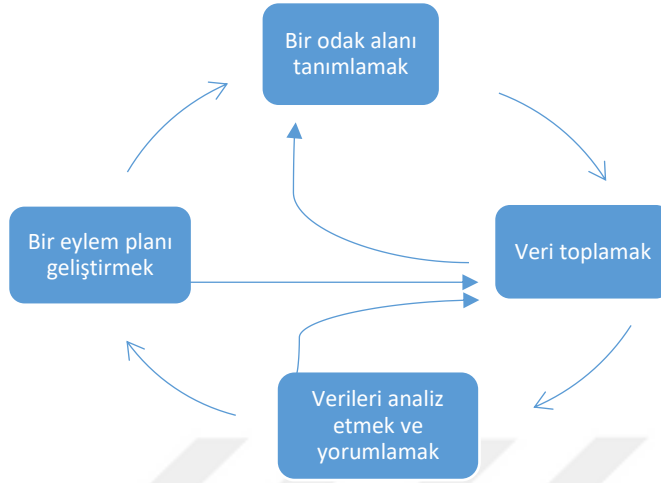 Bir odak alanı
tanımlamak
Bir eylem planı
geliştirmek
Veri toplamak
Verileri analiz
etmek ve
yorumlamak